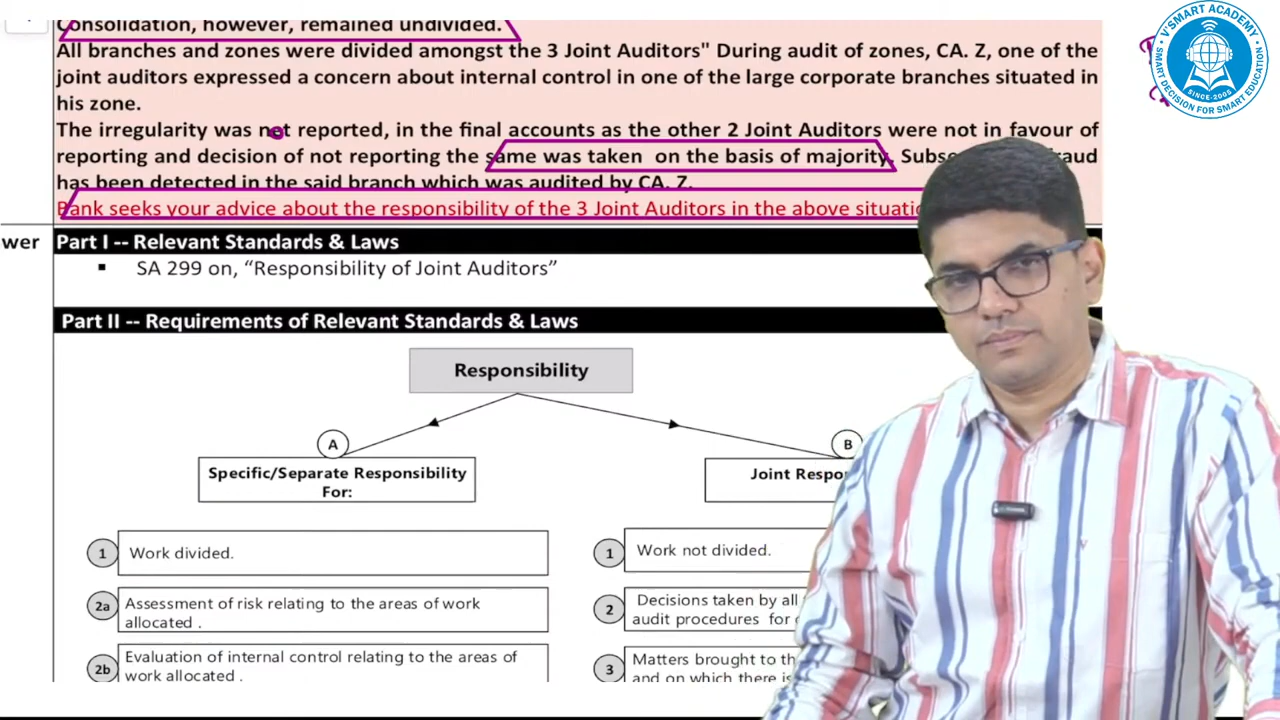 Consolidation, however, remained undivided.
All branches and zones were divided amongst the 3 Joint Auditors" During audit of zones, CA. Z, one of the
joint auditors expressed a concern about internal control in one of the large corporate branches situated in
his zone.
The irregularity was not reported, in the final accounts as the other 2 Joint Auditors were not in favour of
reporting and decision of not reporting the same was taken on the basis of majority.
has been detected in the said branch which was audited by CA. Z.
Bank seeks your advice about the responsibility of the 3 Joint Auditors in the above
wer
Part I -- Relevant Standards & Laws
▪ SA 299 on, “Responsibility of Joint Auditors”
Part II -- Requirements of Relevant Standards & Laws
Responsibility
A
B
Specific/Separate Responsibility
For:
Joint
1 Work divided.
1 Work not divided.
2a Assessment of risk relating to the areas of work
allocated .
2 Decisions taken by all
audit procedures for
2b Evaluation of internal control relating to the areas of
work allocated .
3 Matters brought to
and on which there is
V'SMART ACADEMY
SMART DECISION FOR SMART EDUCATION
SINCE-2005